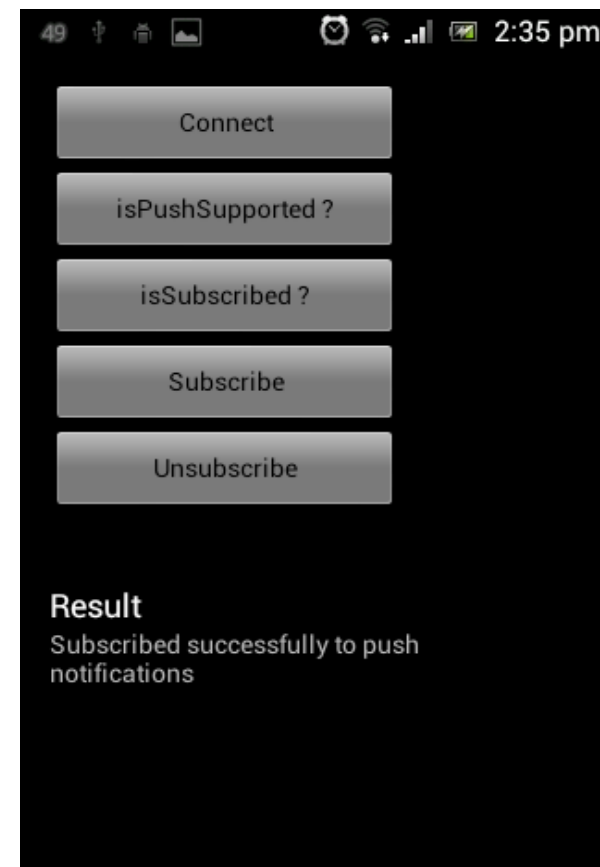 49 2:35 pm
Connect
isPushSupported ?
isSubscribed ?
Subscribe
Unsubscribe
Result
Subscribed successfully to push
notifications